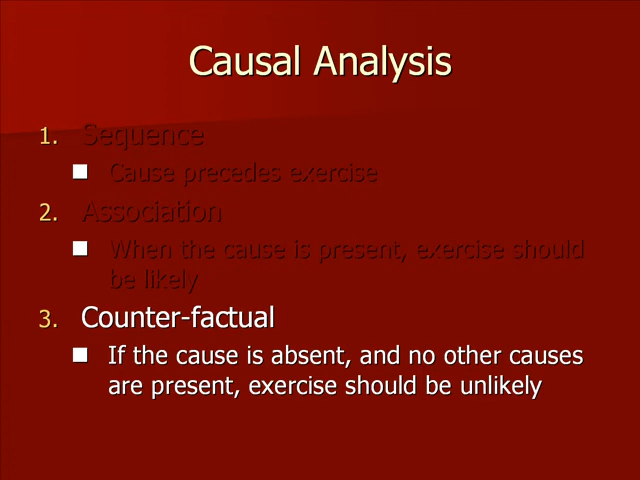 Causal Analysis
1. Sequence
Cause precedes exercise
2. Association
When the cause is present, exercise should
be likely
3. Counter-factual
If the cause is absent, and no other causes
are present, exercise should be unlikely